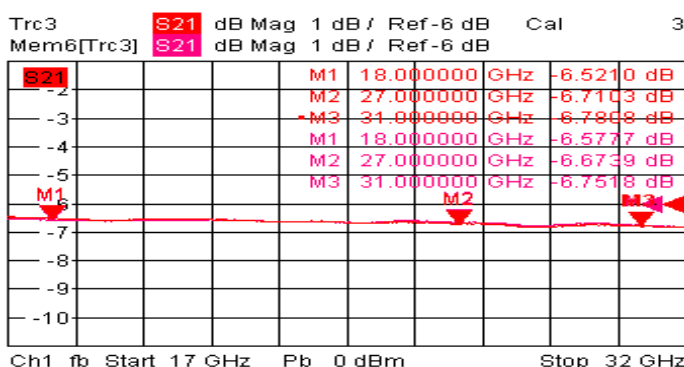 Trc3 S21 dB Mag 1 dB / Ref -6 dB Cal 3
Mem6[Trc3] S21 dB Mag 1 dB / Ref -6 dB
S21
M1 18.000000 GHz -6.5210 dB
M2 27.000000 GHz -6.7103 dB
•M3 31.000000 GHz -6.7808 dB
M1 18.000000 GHz -6.5777 dB
M2 27.000000 GHz -6.6739 dB
M3 31.000000 GHz -6.7518 dB
-2
-3
-4
-5
M1 M2 M3
-7
-8
-9
-10
Ch1 fb Start 17 GHz Pb 0 dBm Stop 32 GHz